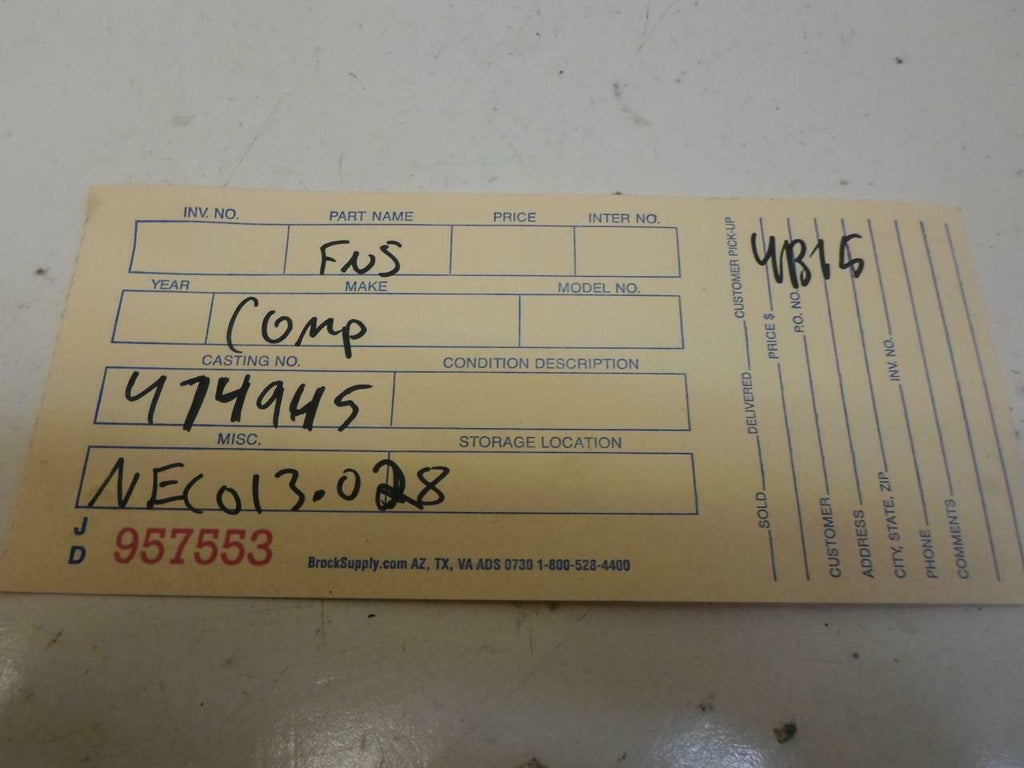 INV. NO. PART NAME PRICE INTER NO.
FNS
YEAR MAKE MODEL NO.
Comp
CASTING NO. CONDITION DESCRIPTION
474945
MISC. STORAGE LOCATION
NEC013.028
J D 957553
BrockSupply.com AZ, TX, VA ADS 0730 1-800-528-4400
SOLD DELIVERED CUSTOMER PICK-UP
PRICE $
P.O. NO.
4B15
CUSTOMER
ADDRESS
CITY, STATE, ZIP INV. NO.
PHONE
COMMENTS